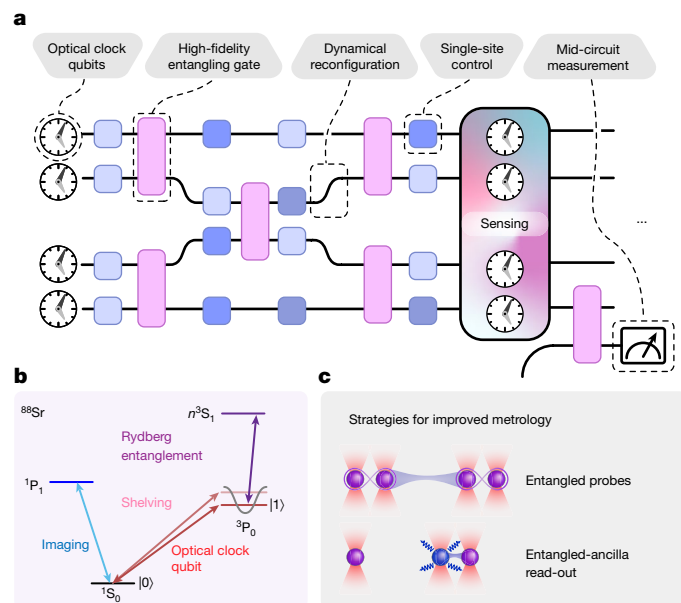 a
Optical clock
qubits
High-fidelity
entangling gate
Dynamical
reconfiguration
Single-site
control
Mid-circuit
measurement
Sensing
...
b
⁸⁸Sr
n³S₁
Rydberg
entanglement
¹P₁
Shelving
|1⟩
³P₀
Imaging
Optical clock
qubit
|0⟩
¹S₀
c
Strategies for improved metrology
Entangled probes
Entangled-ancilla
read-out